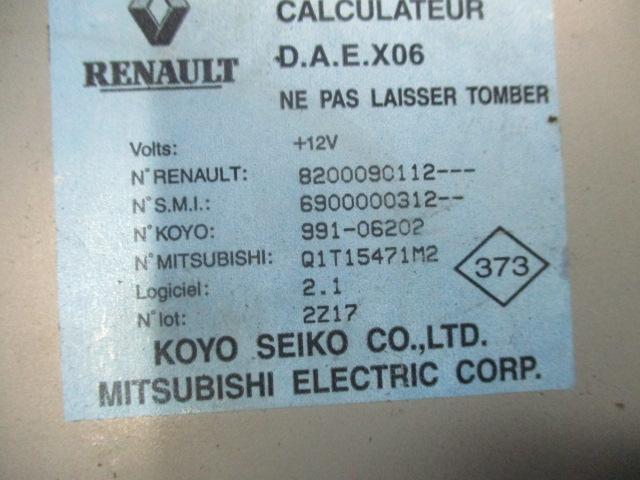 CALCULATEUR
RENAULT
D.A.E.X06
NE PAS LAISSER TOMBER
Volts: +12V
N° RENAULT: 8200090112---
N° S.M.I.: 6900000312--
N° KOYO: 991-06202
N° MITSUBISHI: Q1T15471M2
373
Logiciel: 2.1
N° lot: 2Z17
KOYO SEIKO CO.,LTD.
MITSUBISHI ELECTRIC CORP.